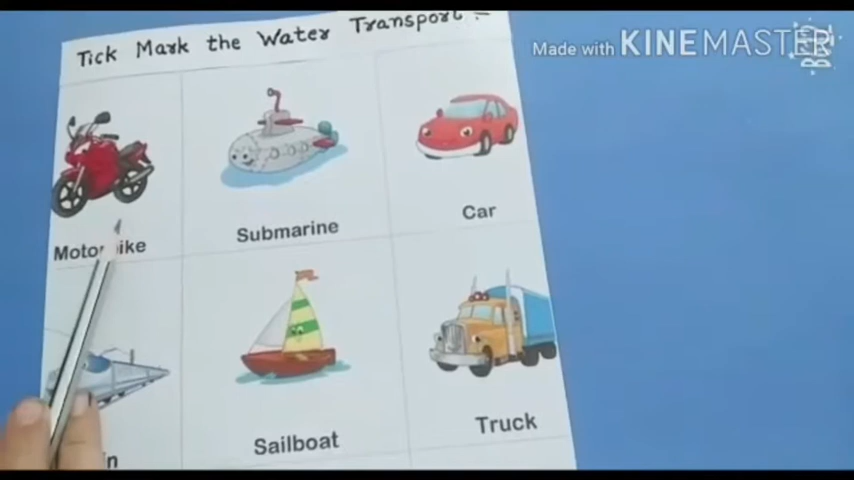 Tick Mark the Water Transport :-
Made with KINEMASTER
Submarine
Car
Sailboat
Truck